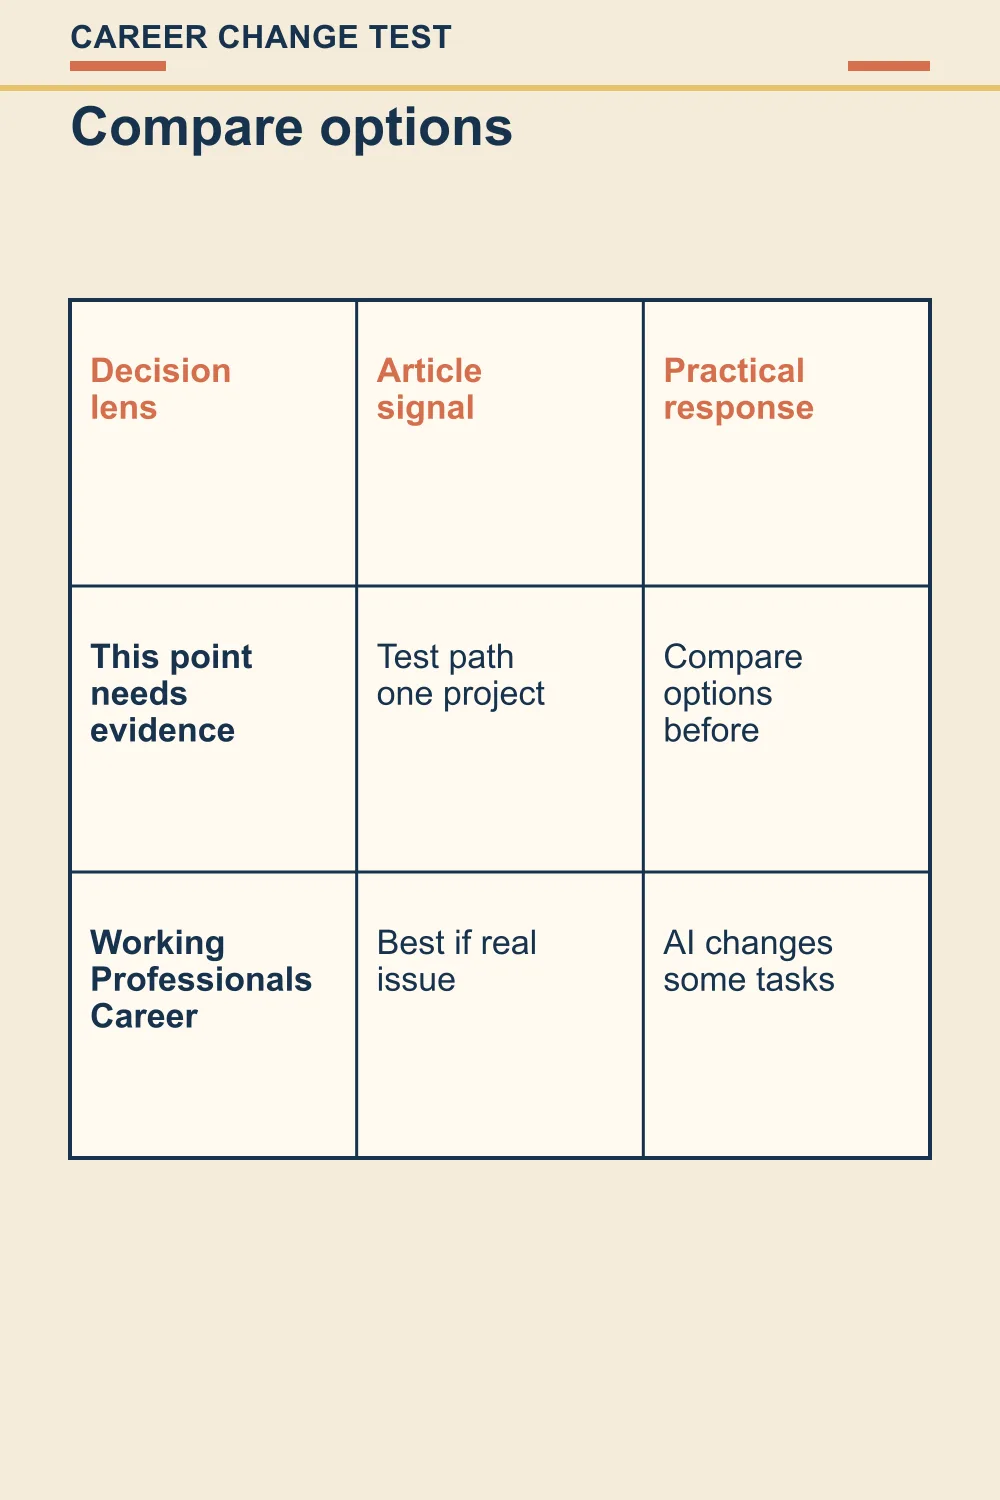 CAREER CHANGE TEST
Compare options
Decision
lens
Article
signal
Practical
response
This point
needs
evidence
Test path
one project
Compare
options
before
Working
Professionals
Career
Best if real
issue
AI changes
some tasks